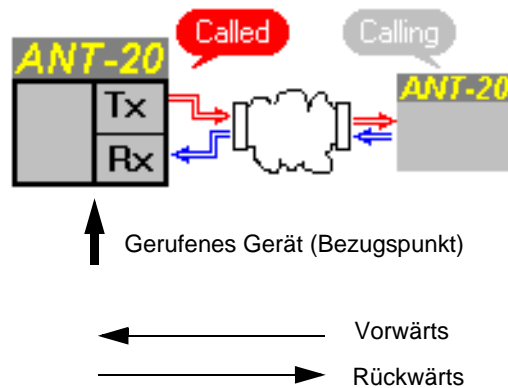 Called
Calling
ANT-20
ANT-20
Tx
Rx
Gerufenes Gerät (Bezugspunkt)
Vorwärts
Rückwärts